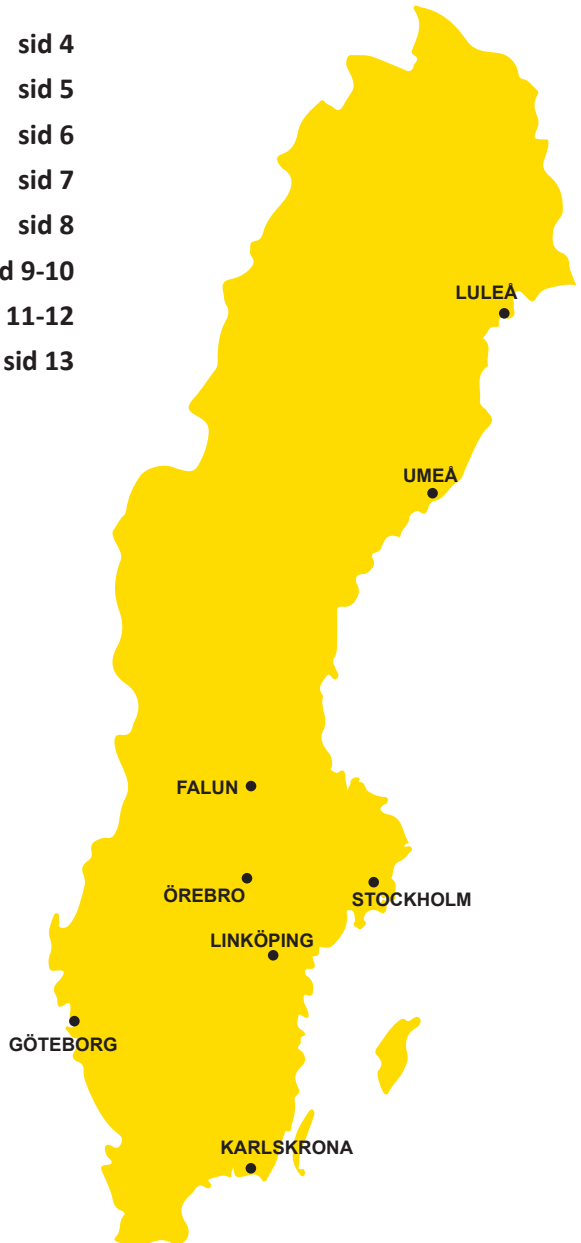 sid 4
sid 5
sid 6
sid 7
sid 8
d 9-10
11-12
sid 13
LULEÅ
UMEÅ
FALUN
ÖREBRO
STOCKHOLM
LINKÖPING
GÖTEBORG
KARLSKRONA